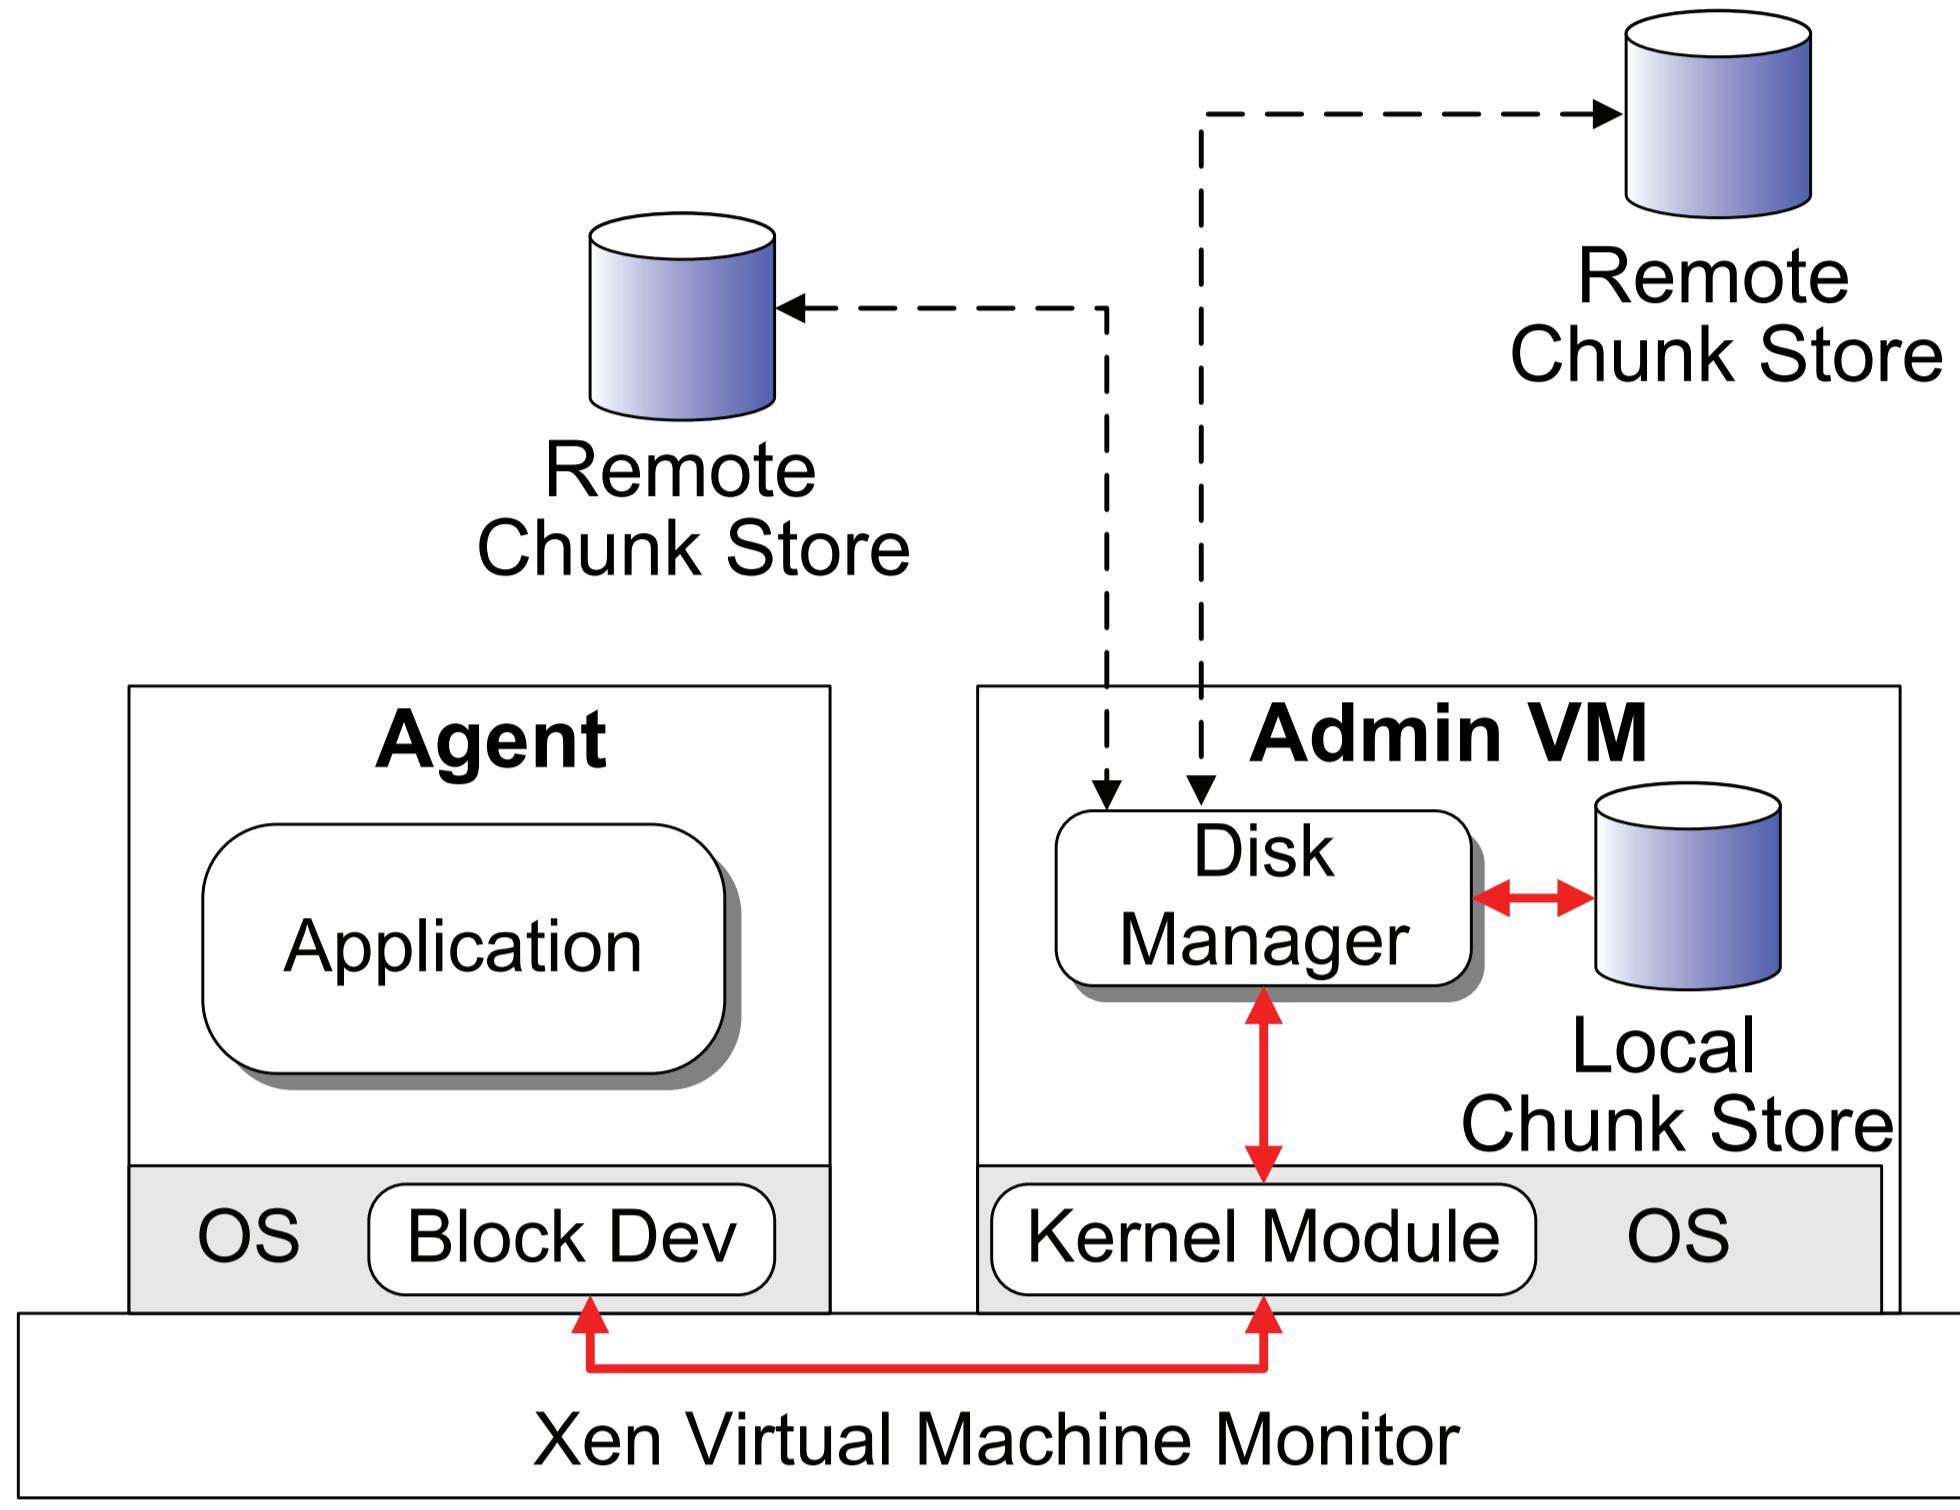 Remote
Chunk Store
Remote
Chunk Store
Agent
Application
OS
Block Dev
Admin VM
Disk
Manager
Local
Chunk Store
Kernel Module
OS
Xen Virtual Machine Monitor